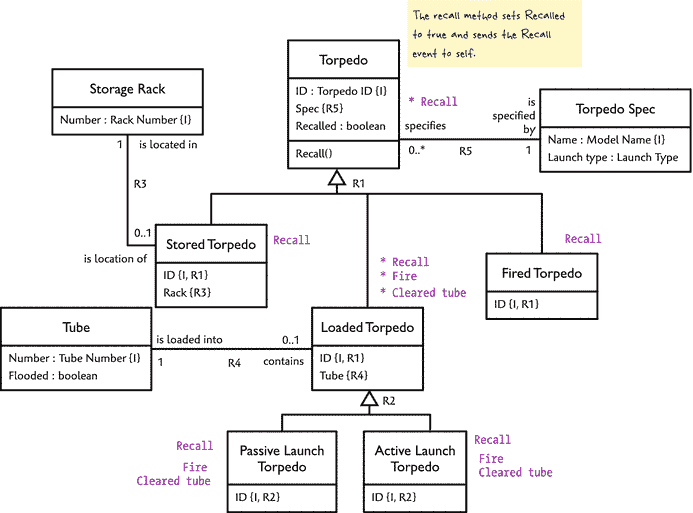 The recall method sets Recalled
to true and sends the Recall
event to self.
Storage Rack
Number : Rack Number {I}
Torpedo
ID : Torpedo ID {I}
Spec {R5}
Recalled : boolean
Recall()
* Recall
specifies
0..*
R5
is
specified
by
1
Torpedo Spec
Name : Model Name {I}
Launch type : Launch Type
1
is located in
R3
0..1
is location of
R1
Stored Torpedo
ID {I, R1}
Rack {R3}
Recall
* Recall
* Fire
* Cleared tube
Recall
Fired Torpedo
ID {I, R1}
Tube
Number : Tube Number {I}
Flooded : boolean
is loaded into
1
R4
0..1
contains
Loaded Torpedo
ID {I, R1}
Tube {R4}
R2
Recall
Fire
Cleared tube
Passive Launch
Torpedo
ID {I, R2}
Active Launch
Torpedo
ID {I, R2}
Recall
Fire
Cleared tube